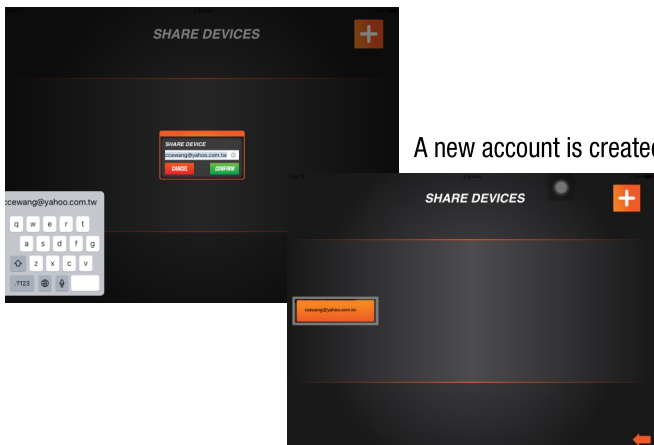 SHARE DEVICES
+
SHARE DEVICE
ccewang@yahoo.com.tw
CANCEL
CONFIRM
ccewang@yahoo.com.tw
q w e r t
a s d f g
z x c v
.?123
A new account is created
SHARE DEVICES
+
ccewang@yahoo.com.tw